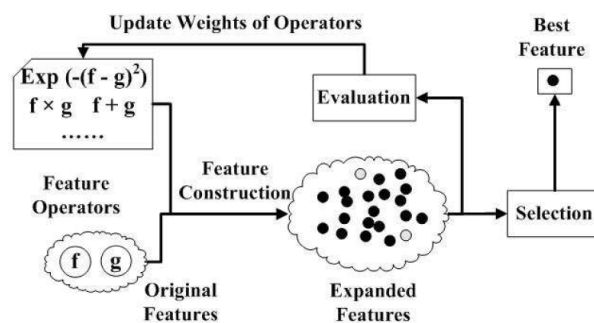 Update Weights of Operators
Best
Feature
Exp (-(f - g)²)
f × g f + g
......
Evaluation
Feature
Construction
Feature
Operators
Selection
f g
Original
Features
Expanded
Features